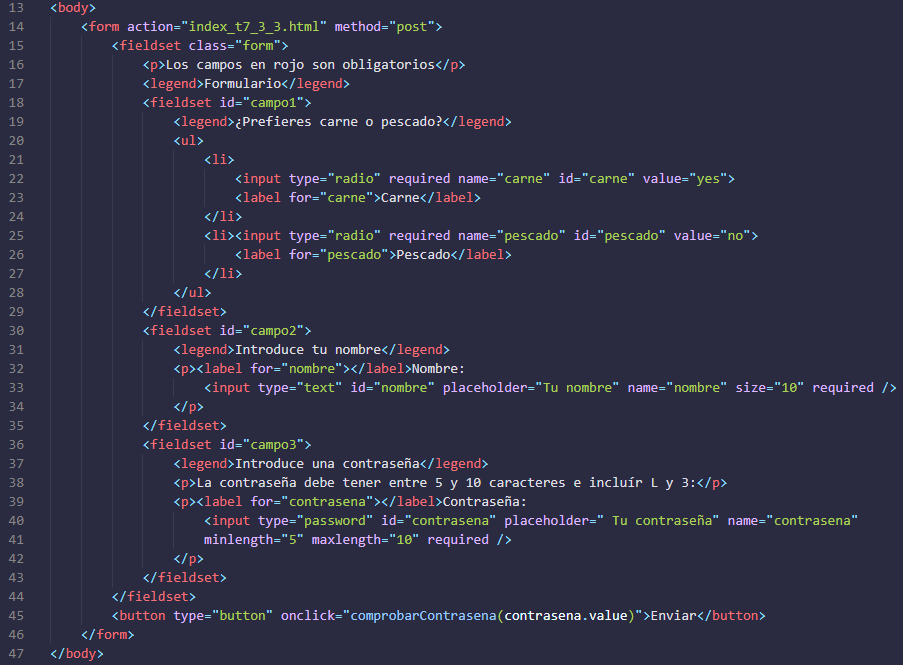 13 <body>
14 <form action="index_t7_3_3.html" method="post">
15 <fieldset class="form">
16 <p>Los campos en rojo son obligatorios</p>
17 <legend>Formulario</legend>
18 <fieldset id="campo1">
19 <legend>¿Prefieres carne o pescado?</legend>
20 <ul>
21 <li>
22 <input type="radio" required name="carne" id="carne" value="yes">
23 <label for="carne">Carne</label>
24 </li>
25 <li><input type="radio" required name="pescado" id="pescado" value="no">
26 <label for="pescado">Pescado</label>
27 </li>
28 </ul>
29 </fieldset>
30 <fieldset id="campo2">
31 <legend>Introduce tu nombre</legend>
32 <p><label for="nombre"></label>Nombre:
33 <input type="text" id="nombre" placeholder="Tu nombre" name="nombre" size="10" required />
34 </p>
35 </fieldset>
36 <fieldset id="campo3">
37 <legend>Introduce una contraseña</legend>
38 <p>La contraseña debe tener entre 5 y 10 caracteres e incluír L y 3:</p>
39 <p><label for="contrasena"></label>Contraseña:
40 <input type="password" id="contrasena" placeholder=" Tu contraseña" name="contrasena"
41 minlength="5" maxlength="10" required />
42 </p>
43 </fieldset>
44 </fieldset>
45 <button type="button" onclick="comprobarContrasena(contrasena.value)">Enviar</button>
46 </form>
47 </body>